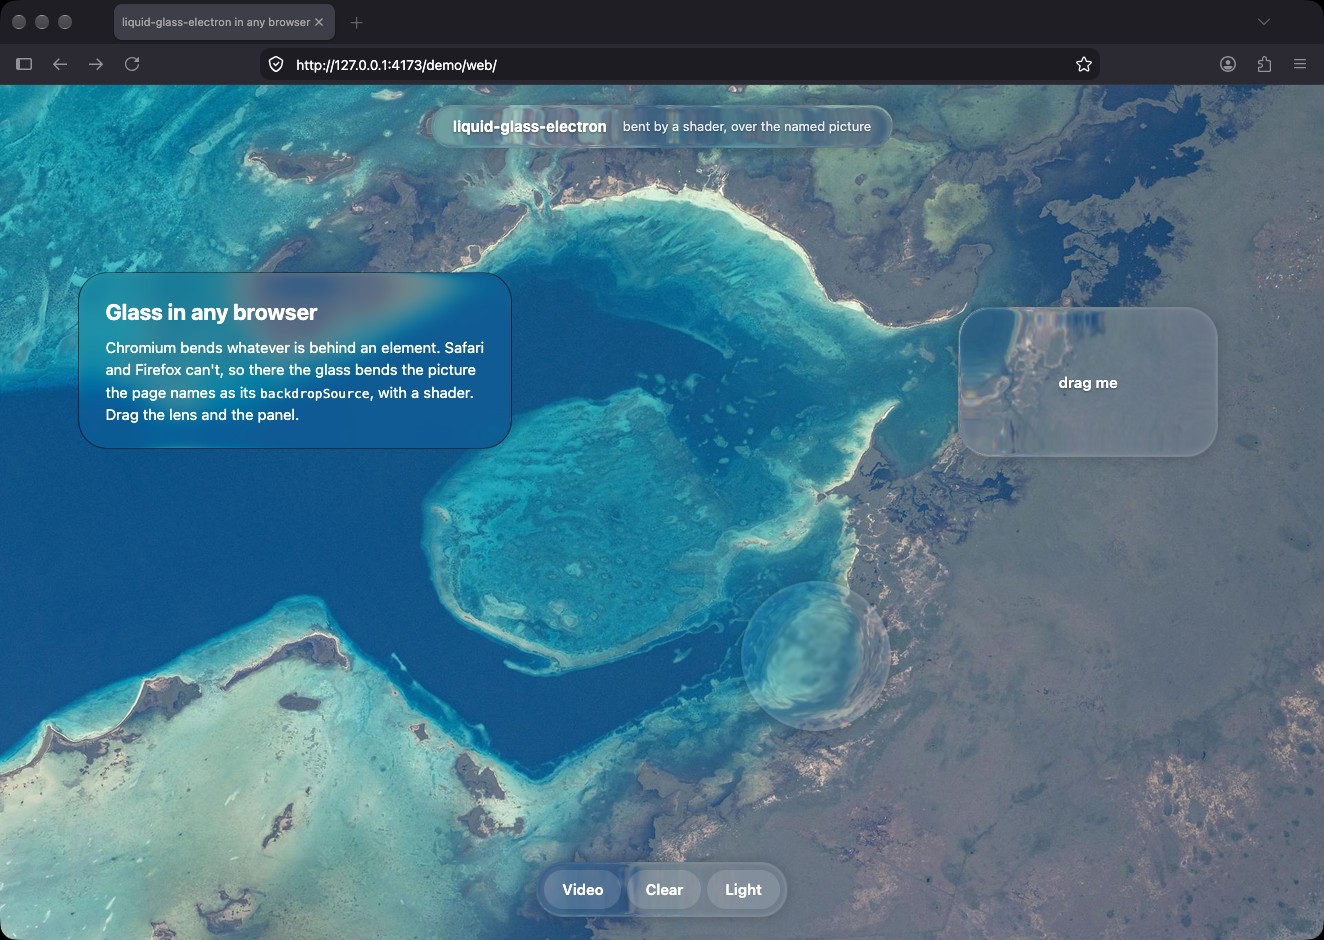 liquid-glass-electron in any browser
http://127.0.0.1:4173/demo/web/
liquid-glass-electron bent by a shader, over the named picture
Glass in any browser
Chromium bends whatever is behind an element. Safari
and Firefox can't, so there the glass bends the picture
the page names as its backdropSource, with a shader.
Drag the lens and the panel.
drag me
Video Clear Light